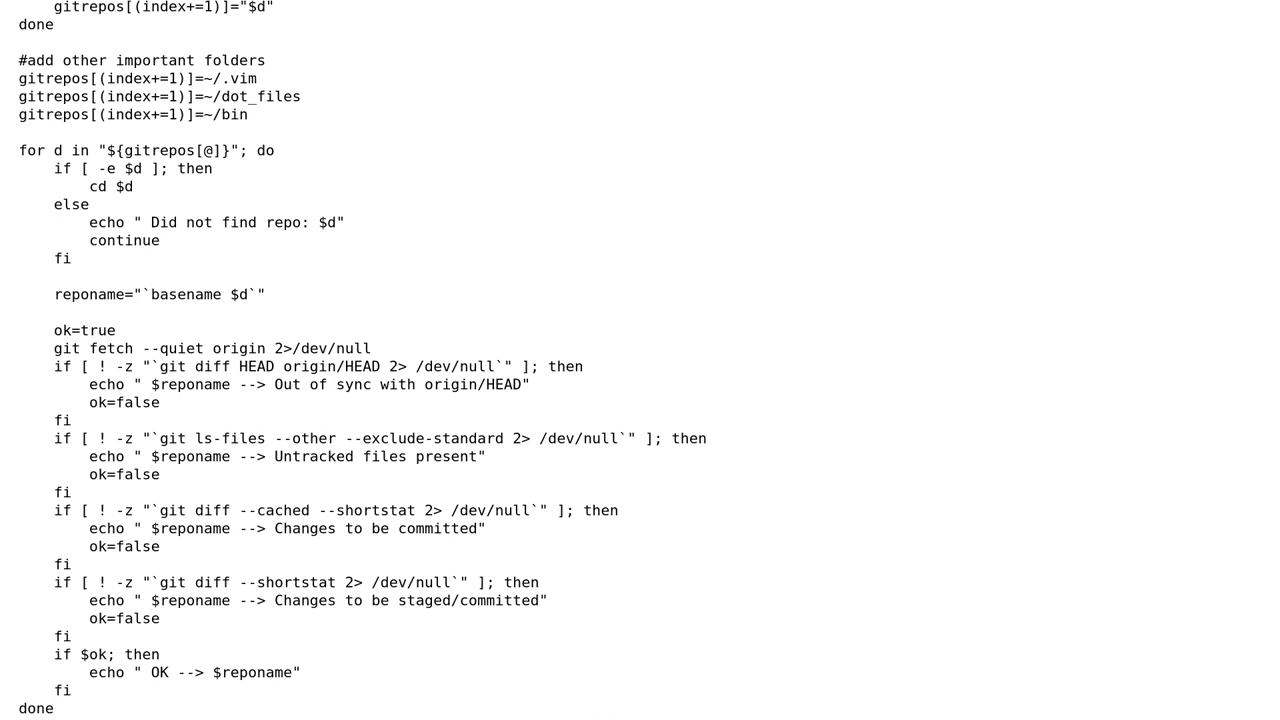 gitrepos[(index+=1)]="$d"
done

#add other important folders
gitrepos[(index+=1)]=~/.vim
gitrepos[(index+=1)]=~/dot_files
gitrepos[(index+=1)]=~/bin

for d in "${gitrepos[@]}"; do
    if [ -e $d ]; then
        cd $d
    else
        echo " Did not find repo: $d"
        continue
    fi

    reponame="`basename $d`"

    ok=true
    git fetch --quiet origin 2>/dev/null
    if [ ! -z "`git diff HEAD origin/HEAD 2> /dev/null`" ]; then
        echo " $reponame --> Out of sync with origin/HEAD"
        ok=false
    fi
    if [ ! -z "`git ls-files --other --exclude-standard 2> /dev/null`" ]; then
        echo " $reponame --> Untracked files present"
        ok=false
    fi
    if [ ! -z "`git diff --cached --shortstat 2> /dev/null`" ]; then
        echo " $reponame --> Changes to be committed"
        ok=false
    fi
    if [ ! -z "`git diff --shortstat 2> /dev/null`" ]; then
        echo " $reponame --> Changes to be staged/committed"
        ok=false
    fi
    if $ok; then
        echo " OK --> $reponame"
    fi
done